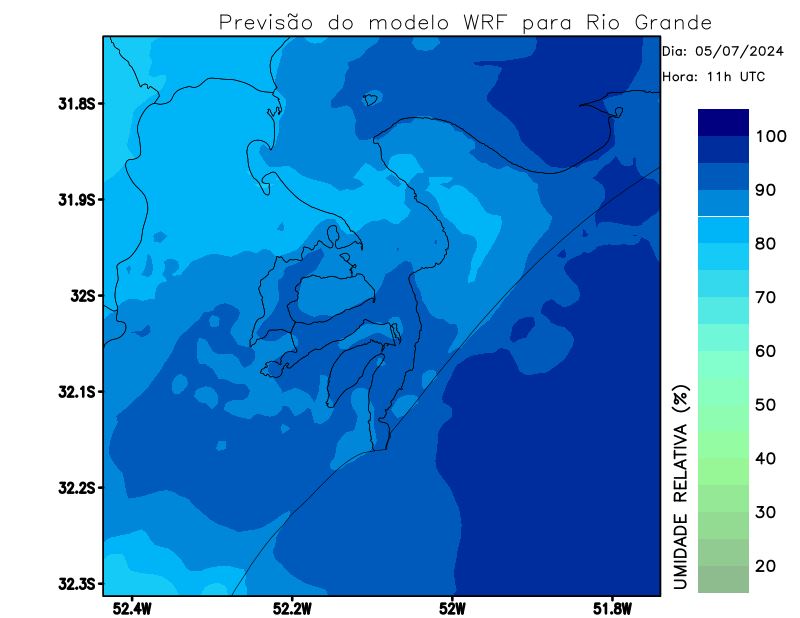 Previsão do modelo WRF para Rio Grande
Dia: 05/07/2024
Hora: 11h UTC
31.8S
31.9S
32S
32.1S
32.2S
32.3S
52.4W
52.2W
52W
51.8W
100
90
80
70
60
50
40
30
20
UMIDADE RELATIVA (%)